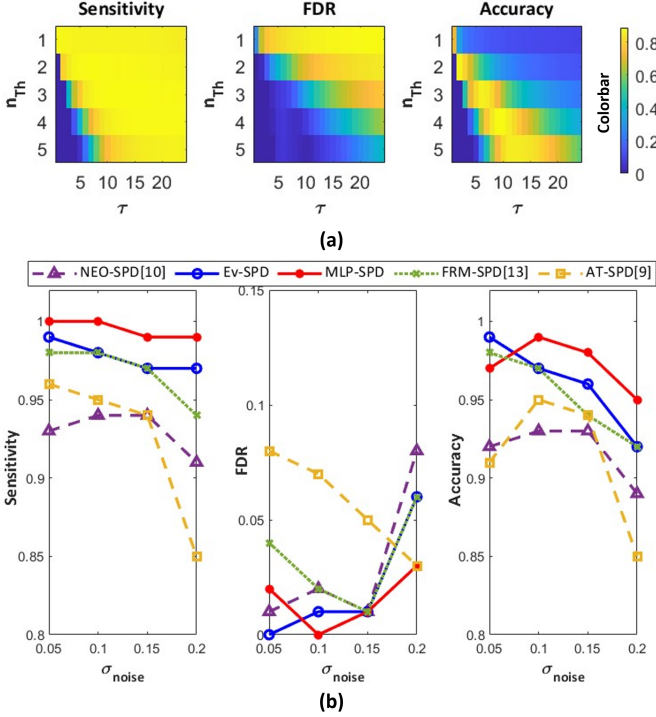 Sensitivity FDR Accuracy
n_Th 1 2 3 4 5
n_Th 1 2 3 4 5
n_Th 1 2 3 4 5
5 10 15 20
5 10 15 20
5 10 15 20
τ τ τ
Colorbar 0.8 0.6 0.4 0.2 0
(a)
NEO-SPD[10] Ev-SPD MLP-SPD FRM-SPD[13] AT-SPD[9]
Sensitivity
1
0.95
0.9
0.85
0.8
0.05 0.1 0.15 0.2
σ_noise
FDR
0.15
0.1
0.05
0
0.05 0.1 0.15 0.2
σ_noise
Accuracy
1
0.95
0.9
0.85
0.8
0.05 0.1 0.15 0.2
σ_noise
(b)